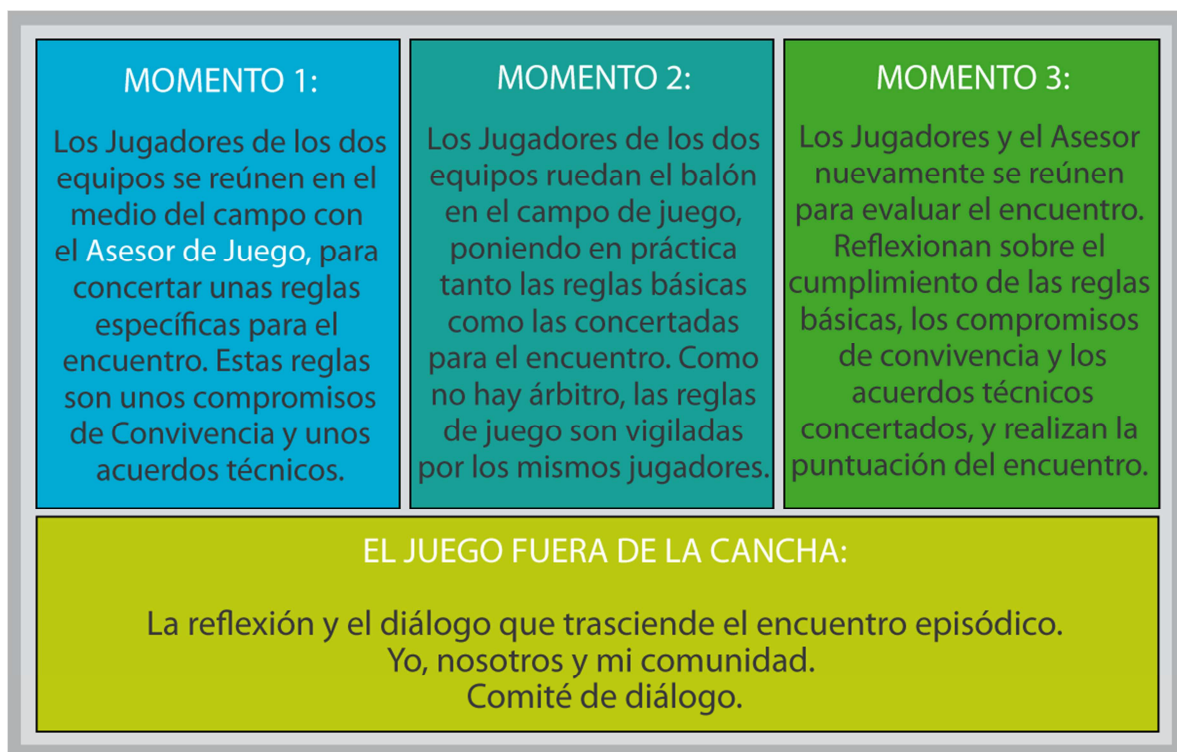 MOMENTO 1:
Los Jugadores de los dos
equipos se reúnen en el
medio del campo con
el Asesor de Juego, para
concertar unas reglas
específicas para el
encuentro. Estas reglas
son unos compromisos
de Convivencia y unos
acuerdos técnicos.
MOMENTO 2:
Los Jugadores de los dos
equipos ruedan el balón
en el campo de juego,
poniendo en práctica
tanto las reglas básicas
como las concertadas
para el encuentro. Como
no hay árbitro, las reglas
de juego son vigiladas
por los mismos jugadores.
MOMENTO 3:
Los Jugadores y el Asesor
nuevamente se reúnen
para evaluar el encuentro.
Reflexionan sobre el
cumplimiento de las reglas
básicas, los compromisos
de convivencia y los
acuerdos técnicos
concertados, y realizan la
puntuación del encuentro.
EL JUEGO FUERA DE LA CANCHA:
La reflexión y el diálogo que trasciende el encuentro episódico.
Yo, nosotros y mi comunidad.
Comité de diálogo.